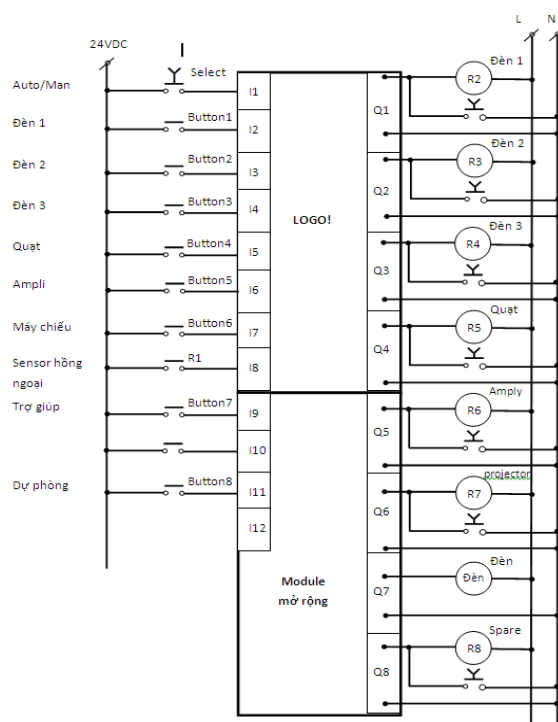 L N
24VDC
I
Select
Auto/Man
I1
Đèn 1
R2
Q1
Button1
Đèn 1
I2
Button2
Đèn 2
I3
Đèn 2
R3
Q2
Button3
Đèn 3
I4
LOGO!
Đèn 3
R4
Q3
Button4
Quạt
I5
Button5
Ampli
I6
Quạt
R5
Q4
Button6
Máy chiếu
I7
R1
Sensor hồng
ngoại
I8
Amply
R6
Q5
Button7
Trợ giúp
I9
I10
projector
R7
Q6
Button8
Dự phòng
I11
I12
Module
mở rộng
Đèn
Đèn
Q7
Spare
R8
Q8